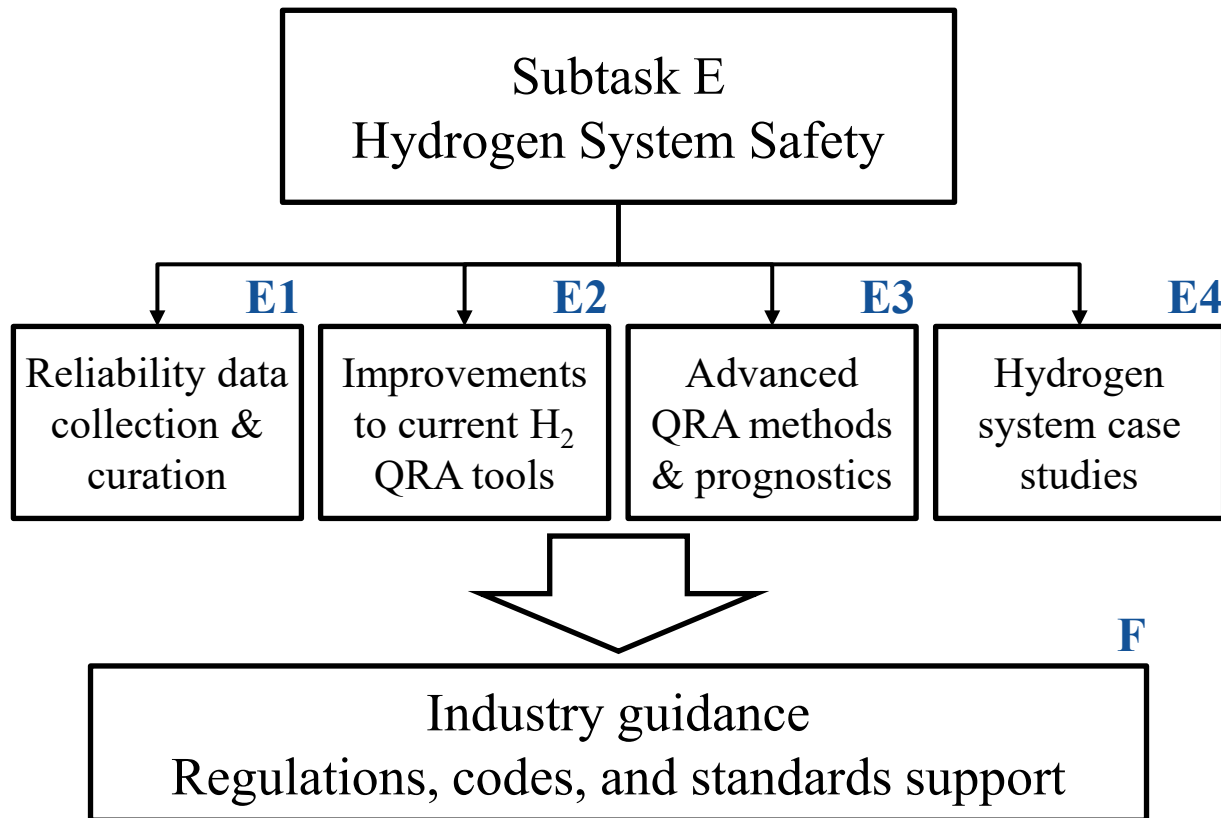 Subtask E
Hydrogen System Safety
E1
E2
E3
E4
Reliability data
collection &
curation
Improvements
to current H₂
QRA tools
Advanced
QRA methods
& prognostics
Hydrogen
system case
studies
F
Industry guidance
Regulations, codes, and standards support